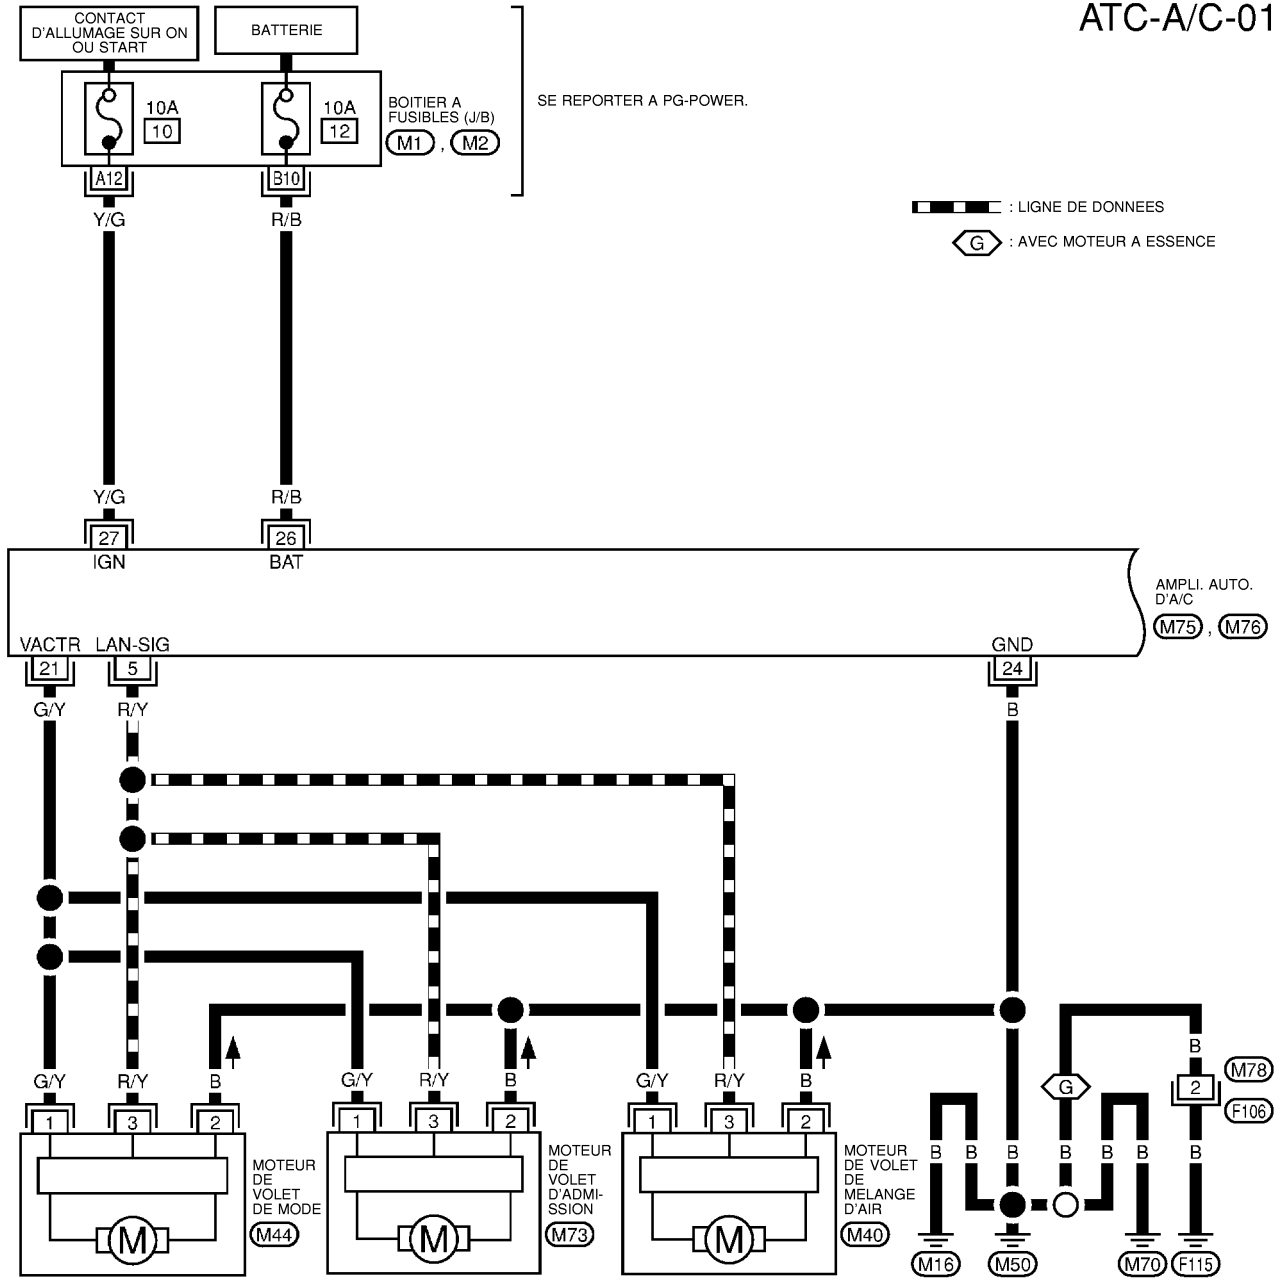 ATC-A/C-01
CONTACT
D'ALLUMAGE SUR ON
OU START
BATTERIE
10A
10
10A
12
BOITIER A
FUSIBLES (J/B)
M1 , M2
SE REPORTER A PG-POWER.
A12
B10
Y/G
R/B
: LIGNE DE DONNEES
G : AVEC MOTEUR A ESSENCE
Y/G
R/B
27
26
IGN
BAT
AMPLI. AUTO.
D'A/C
M75 , M76
VACTR
LAN-SIG
GND
21
5
24
G/Y
R/Y
B
B
M78
G
2
F106
G/Y
R/Y
B
G/Y
R/Y
B
G/Y
R/Y
B
1
3
2
1
3
2
1
3
2
B
B
B
B
B
B
B
MOTEUR
DE
VOLET
DE MODE
M44
MOTEUR
DE
VOLET
D'ADMI-
SSION
M73
MOTEUR
DE VOLET
DE
MELANGE
D'AIR
M40
M
M
M
M16
M50
M70
F115